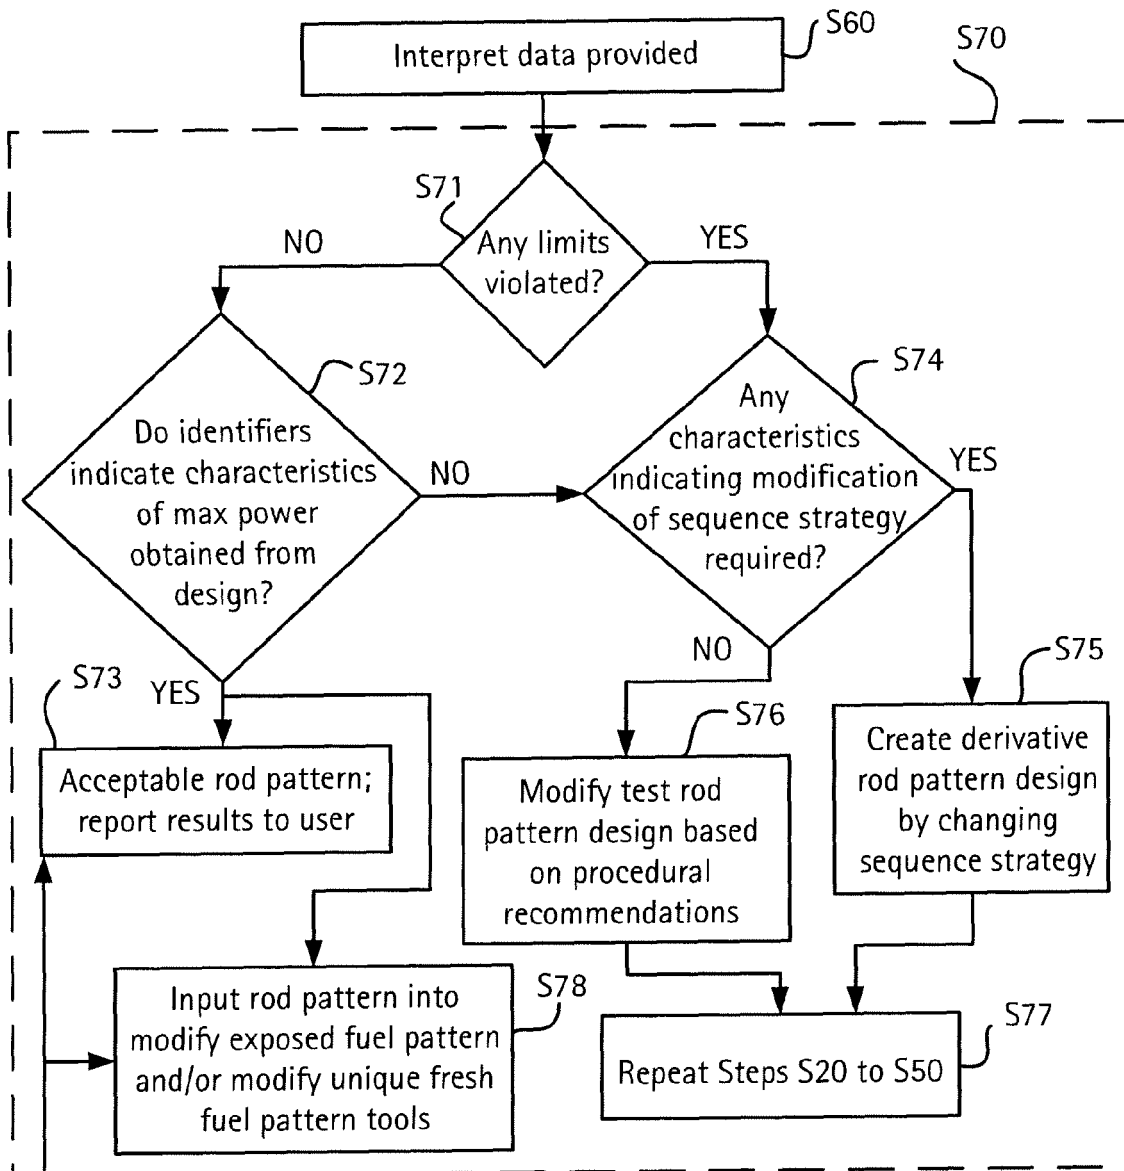 S60
Interpret data provided
S70
S71
Any limits
violated?
NO
YES
S72
Do identifiers
indicate characteristics
of max power
obtained from
design?
NO
S74
Any
characteristics
indicating modification
of sequence strategy
required?
YES
NO
S73
YES
Acceptable rod pattern;
report results to user
S76
Modify test rod
pattern design based
on procedural
recommendations
S75
Create derivative
rod pattern design
by changing
sequence strategy
S78
Input rod pattern into
modify exposed fuel pattern
and/or modify unique fresh
fuel pattern tools
S77
Repeat Steps S20 to S50